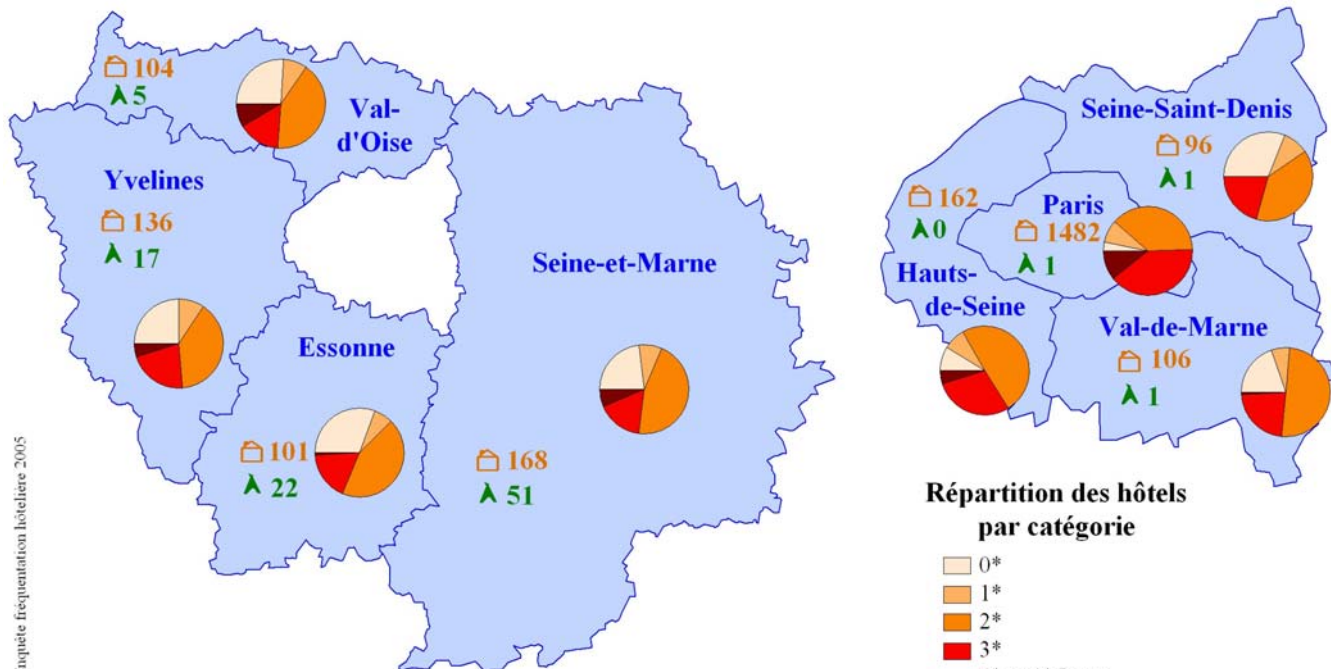 104
5
Val-
d'Oise
Yvelines
136
17
Essonne
101
22
Seine-et-Marne
168
51
Seine-Saint-Denis
96
1
162
0
Hauts-
de-Seine
Paris
1482
1
Val-de-Marne
106
1
Répartition des hôtels
par catégorie
0*
1*
2*
3*
fréquentation hôtelière 2005